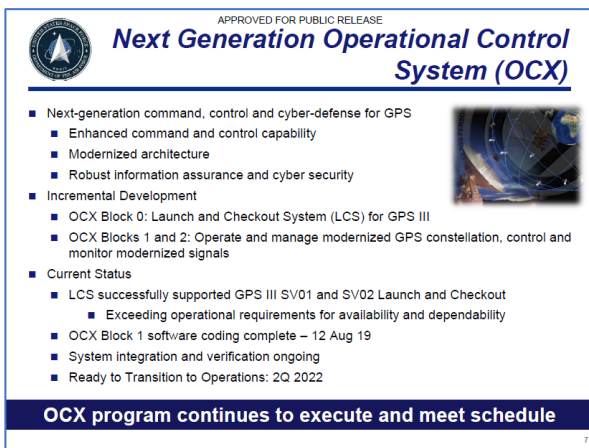 APPROVED FOR PUBLIC RELEASE
Next Generation Operational Control
System (OCX)
■ Next-generation command, control and cyber-defense for GPS
■ Enhanced command and control capability
■ Modernized architecture
■ Robust information assurance and cyber security
■ Incremental Development
■ OCX Block 0: Launch and Checkout System (LCS) for GPS III
■ OCX Blocks 1 and 2: Operate and manage modernized GPS constellation, control and
monitor modernized signals
■ Current Status
■ LCS successfully supported GPS III SV01 and SV02 Launch and Checkout
■ Exceeding operational requirements for availability and dependability
■ OCX Block 1 software coding complete – 12 Aug 19
■ System integration and verification ongoing
■ Ready to Transition to Operations: 2Q 2022
OCX program continues to execute and meet schedule
7